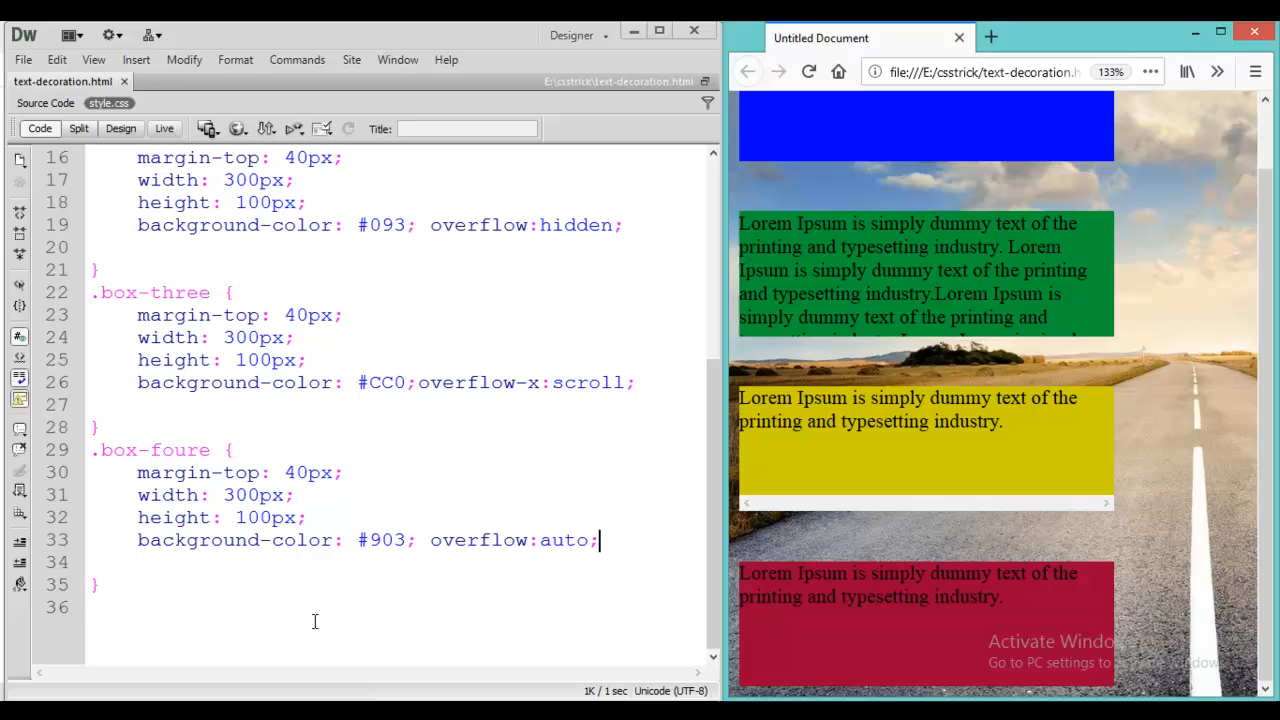 Dw
Designer
File Edit View Insert Modify Format Commands Site Window Help
text-decoration.html
E:\csstrick\text-decoration.html
Source Code style.css
Code Split Design Live Title:
16 margin-top: 40px;
17 width: 300px;
18 height: 100px;
19 background-color: #093; overflow:hidden;
20
21 }
22 .box-three {
23 margin-top: 40px;
24 width: 300px;
25 height: 100px;
26 background-color: #CC0;overflow-x:scroll;
27
28 }
29 .box-foure {
30 margin-top: 40px;
31 width: 300px;
32 height: 100px;
33 background-color: #903; overflow:auto;
34
35 }
36
1K / 1 sec Unicode (UTF-8)
Untitled Document
file:///E:/csstrick/text-decoration.h 133%
Lorem Ipsum is simply dummy text of the
printing and typesetting industry. Lorem
Ipsum is simply dummy text of the printing
and typesetting industry.Lorem Ipsum is
simply dummy text of the printing and
Lorem Ipsum is simply dummy text of the
printing and typesetting industry.
Lorem Ipsum is simply dummy text of the
printing and typesetting industry.
Activate Windows
Go to PC settings to activate Windows.